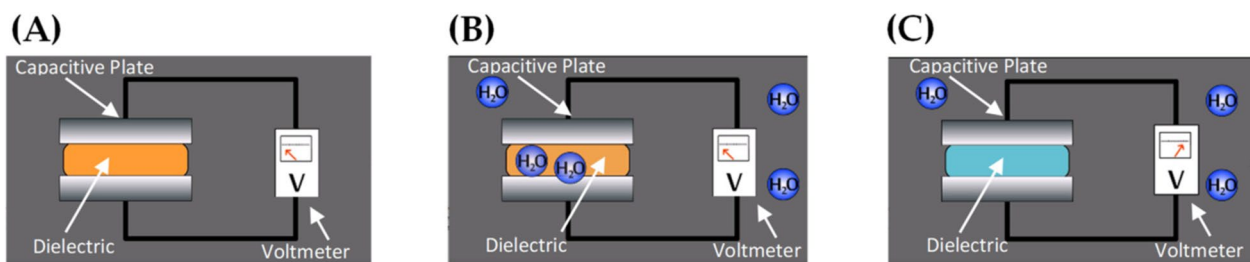 (A)
Capacitive Plate
V
Dielectric
Voltmeter
(B)
Capacitive Plate
H₂O
H₂O
H₂O
H₂O
H₂O
V
Dielectric
Voltmeter
(C)
Capacitive Plate
H₂O
H₂O
H₂O
V
Dielectric
Voltmeter